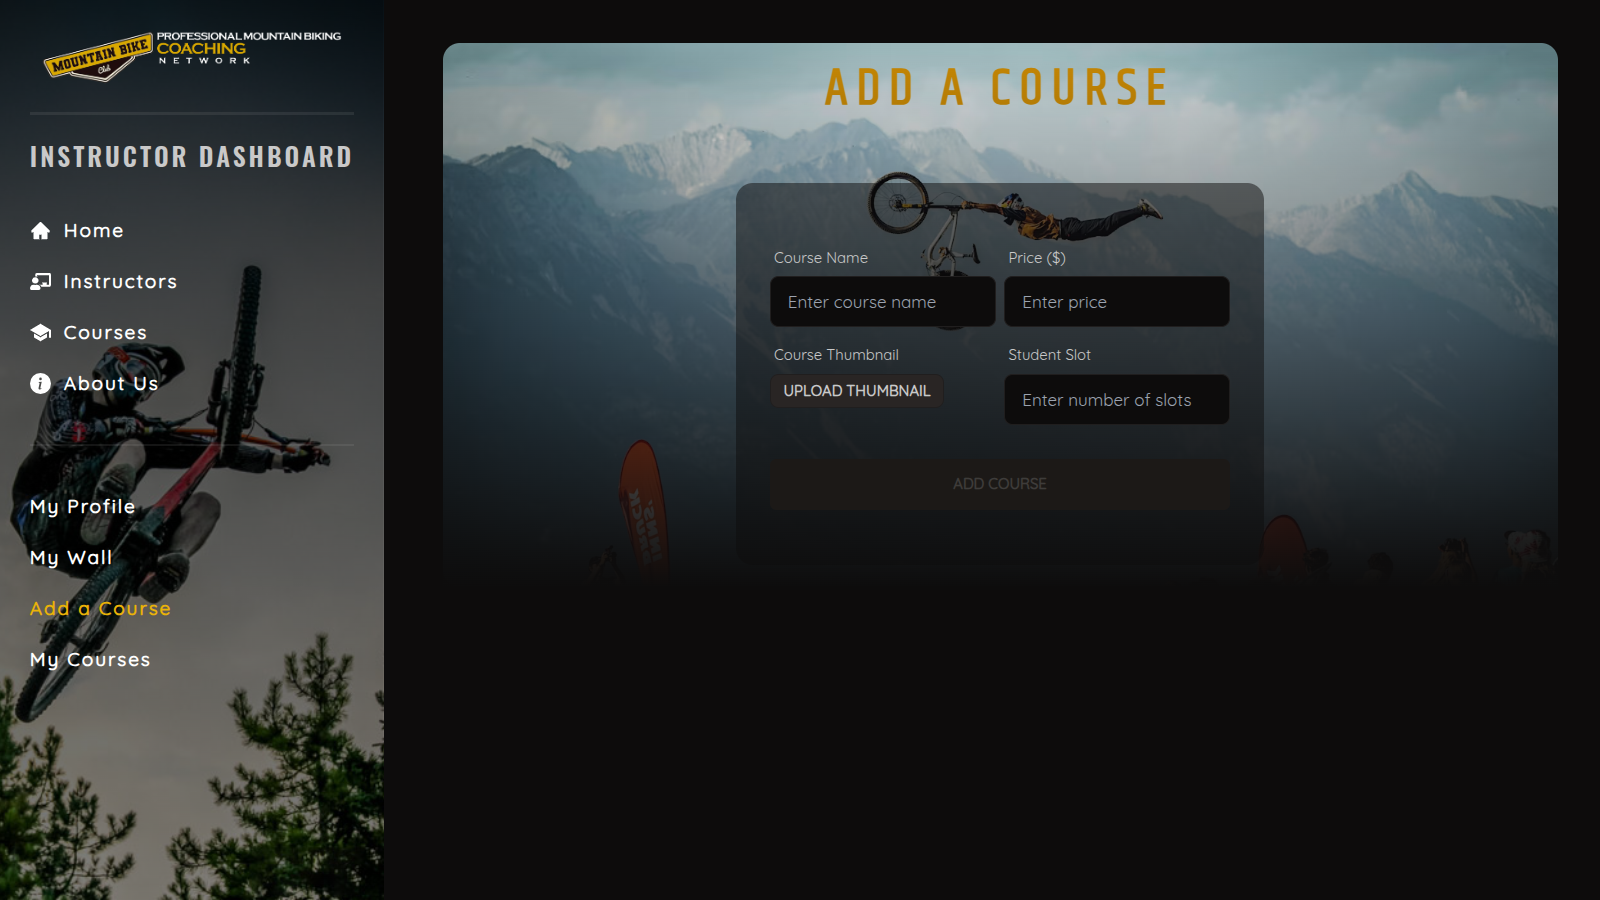 MOUNTAIN BIKE
Club
PROFESSIONAL MOUNTAIN BIKING
COACHING
NETWORK
INSTRUCTOR DASHBOARD
Home
Instructors
Courses
About Us
My Profile
My Wall
Add a Course
My Courses
ADD A COURSE
Course Name
Price ($)
Enter course name
Enter price
Course Thumbnail
Student Slot
UPLOAD THUMBNAIL
Enter number of slots
ADD COURSE